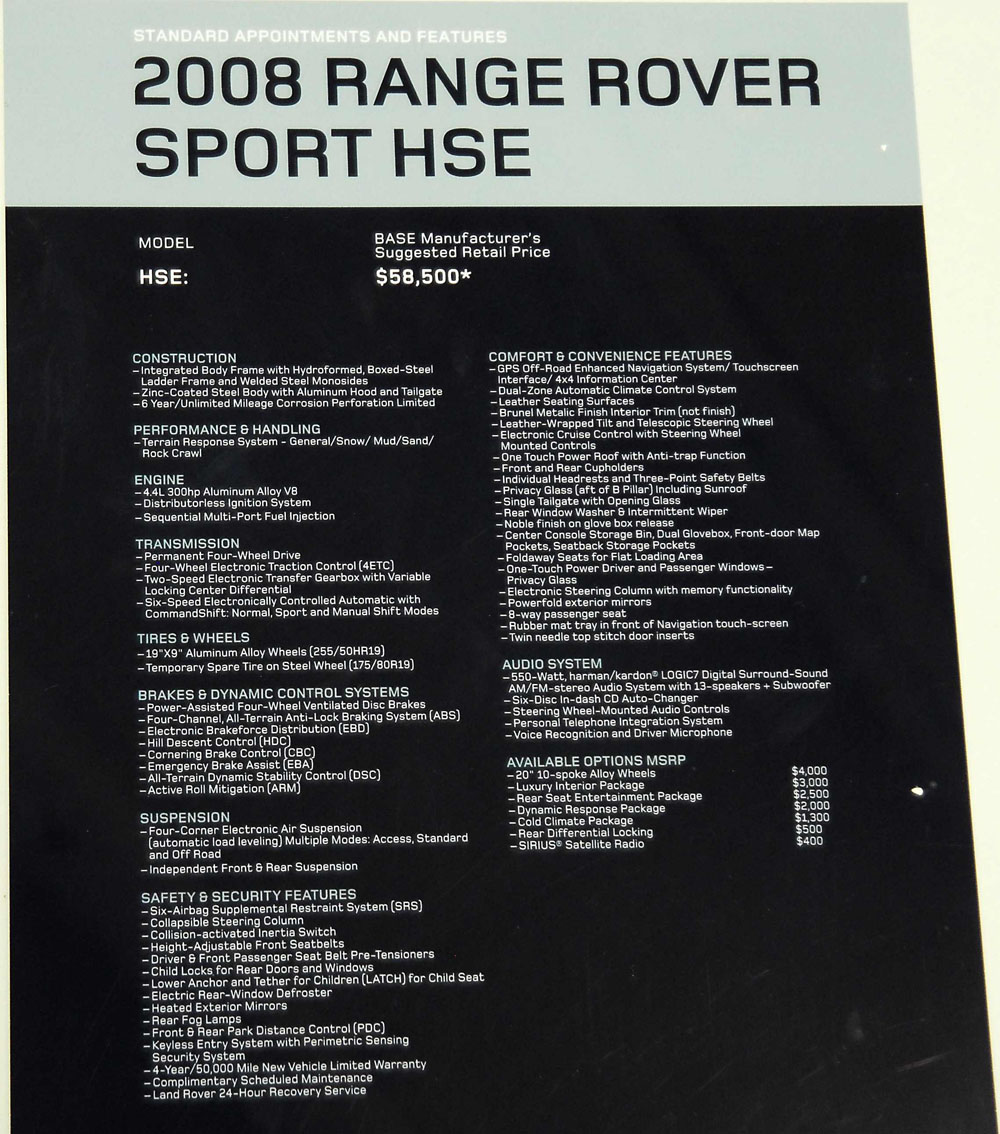 STANDARD APPOINTMENTS AND FEATURES
2008 RANGE ROVER
SPORT HSE
MODEL
BASE Manufacturer's
Suggested Retail Price
HSE:
$58,500*
CONSTRUCTION
–Integrated Body Frame with Hydroformed, Boxed-Steel
Ladder Frame and Welded Steel Monosides
–Zinc-Coated Steel Body with Aluminum Hood and Tailgate
–6 Year/Unlimited Mileage Corrosion Perforation Limited
PERFORMANCE & HANDLING
–Terrain Response System – General/Snow/ Mud/Sand/
Rock Crawl
ENGINE
–4.4L 300hp Aluminum Alloy V8
–Distributorless Ignition System
–Sequential Multi-Port Fuel Injection
TRANSMISSION
–Permanent Four-Wheel Drive
–Four-Wheel Electronic Traction Control (4ETC)
–Two-Speed Electronic Transfer Gearbox with Variable
Locking Center Differential
–Six-Speed Electronically Controlled Automatic with
CommandShift: Normal, Sport and Manual Shift Modes
TIRES & WHEELS
–19"X9" Aluminum Alloy Wheels (255/50HR19)
–Temporary Spare Tire on Steel Wheel (175/80R19)
BRAKES & DYNAMIC CONTROL SYSTEMS
–Power-Assisted Four-Wheel Ventilated Disc Brakes
–Four-Channel, All-Terrain Anti-Lock Braking System (ABS)
–Electronic Brakeforce Distribution (EBD)
–Hill Descent Control (HDC)
–Cornering Brake Control (CBC)
–Emergency Brake Assist (EBA)
–All-Terrain Dynamic Stability Control (DSC)
–Active Roll Mitigation (ARM)
SUSPENSION
–Four-Corner Electronic Air Suspension
(automatic load leveling) Multiple Modes: Access, Standard
and Off Road
–Independent Front & Rear Suspension
SAFETY & SECURITY FEATURES
–Six-Airbag Supplemental Restraint System (SRS)
–Collapsible Steering Column
–Collision-activated Inertia Switch
–Height-Adjustable Front Seatbelts
–Driver & Front Passenger Seat Belt Pre-Tensioners
–Child Locks for Rear Doors and Windows
–Lower Anchor and Tether for Children (LATCH) for Child Seat
–Electric Rear-Window Defroster
–Heated Exterior Mirrors
–Rear Fog Lamps
–Front & Rear Park Distance Control (PDC)
–Keyless Entry System with Perimetric Sensing
Security System
–4-Year/50,000 Mile New Vehicle Limited Warranty
–Complimentary Scheduled Maintenance
–Land Rover 24-Hour Recovery Service
COMFORT & CONVENIENCE FEATURES
–GPS Off-Road Enhanced Navigation System/ Touchscreen
Interface/ 4x4 Information Center
–Dual-Zone Automatic Climate Control System
–Leather Seating Surfaces
–Brunel Metalic Finish Interior Trim (not finish)
–Leather-Wrapped Tilt and Telescopic Steering Wheel
–Electronic Cruise Control with Steering Wheel
Mounted Controls
–One Touch Power Roof with Anti-trap Function
–Front and Rear Cupholders
–Individual Headrests and Three-Point Safety Belts
–Privacy Glass (aft of B Pillar) Including Sunroof
–Single Tailgate with Opening Glass
–Rear Window Washer & Intermittent Wiper
–Noble finish on glove box release
–Center Console Storage Bin, Dual Glovebox, Front-door Map
Pockets, Seatback Storage Pockets
–Foldaway Seats for Flat Loading Area
–One-Touch Power Driver and Passenger Windows–
Privacy Glass
–Electronic Steering Column with memory functionality
–Powerfold exterior mirrors
–8-way passenger seat
–Rubber mat tray in front of Navigation touch-screen
–Twin needle top stitch door inserts
AUDIO SYSTEM
–550-Watt, harman/kardon® LOGIC7 Digital Surround-Sound
AM/FM-stereo Audio System with 13-speakers + Subwoofer
–Six-Disc In-dash CD Auto-Changer
–Steering Wheel-Mounted Audio Controls
–Personal Telephone Integration System
–Voice Recognition and Driver Microphone
AVAILABLE OPTIONS MSRP
–20" 10-spoke Alloy Wheels $4,000
–Luxury Interior Package $3,000
–Rear Seat Entertainment Package $2,500
–Dynamic Response Package $2,000
–Cold Climate Package $1,300
–Rear Differential Locking $500
–SIRIUS® Satellite Radio $400